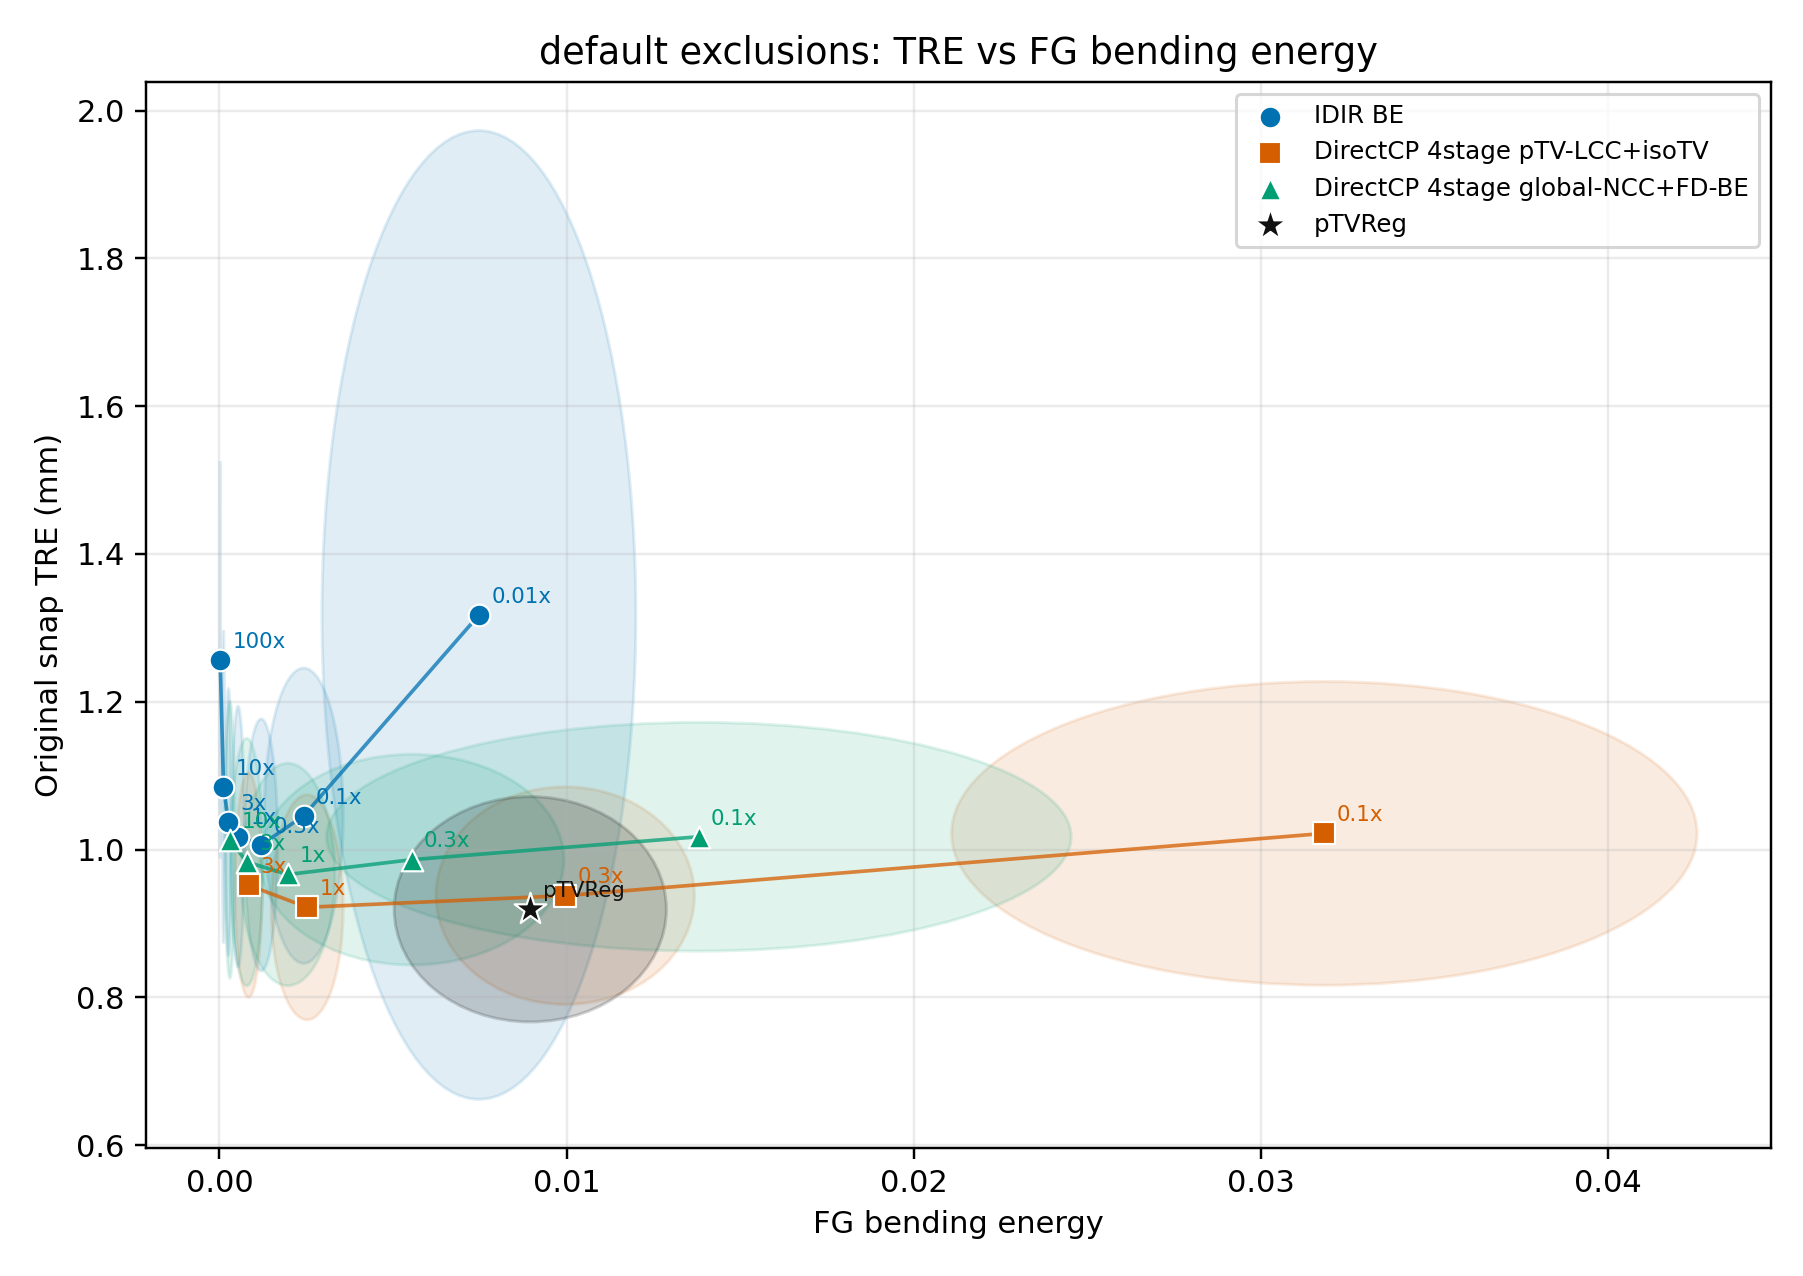 default exclusions: TRE vs FG bending energy
IDIR BE
DirectCP 4stage pTV-LCC+isoTV
DirectCP 4stage global-NCC+FD-BE
pTVReg
Original snap TRE (mm)
2.0
1.8
1.6
1.4
1.2
1.0
0.8
0.6
0.01x
100x
10x
3x
1x
0.3x
0.1x
10x
3x
1x
0.3x
0.1x
3x
1x
0.3x
0.1x
pTVReg
0.00
0.01
0.02
0.03
0.04
FG bending energy